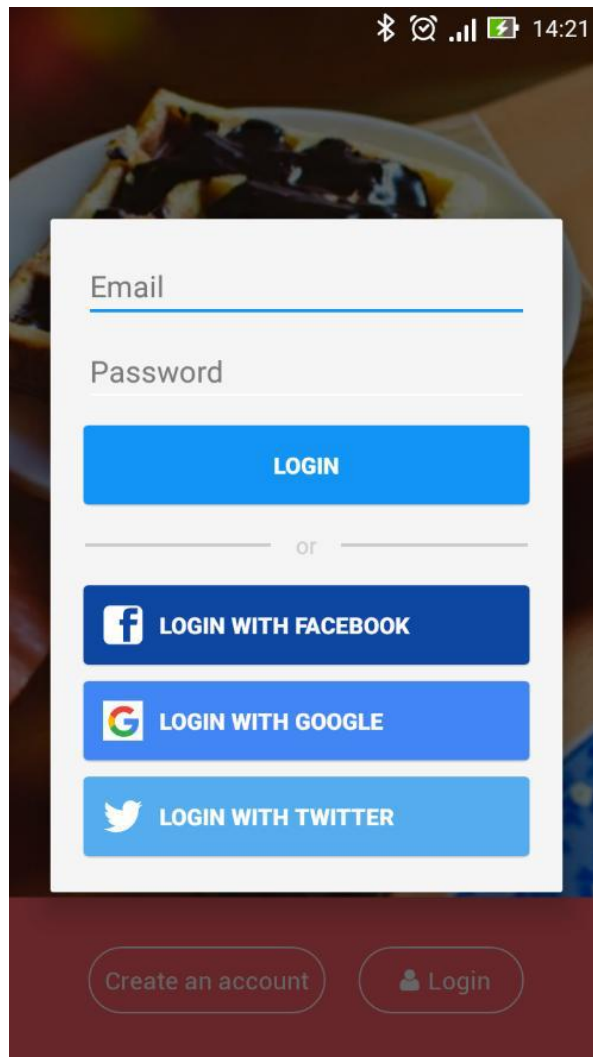 14:21
Email
Password
LOGIN
or
LOGIN WITH FACEBOOK
LOGIN WITH GOOGLE
LOGIN WITH TWITTER
Create an account Login